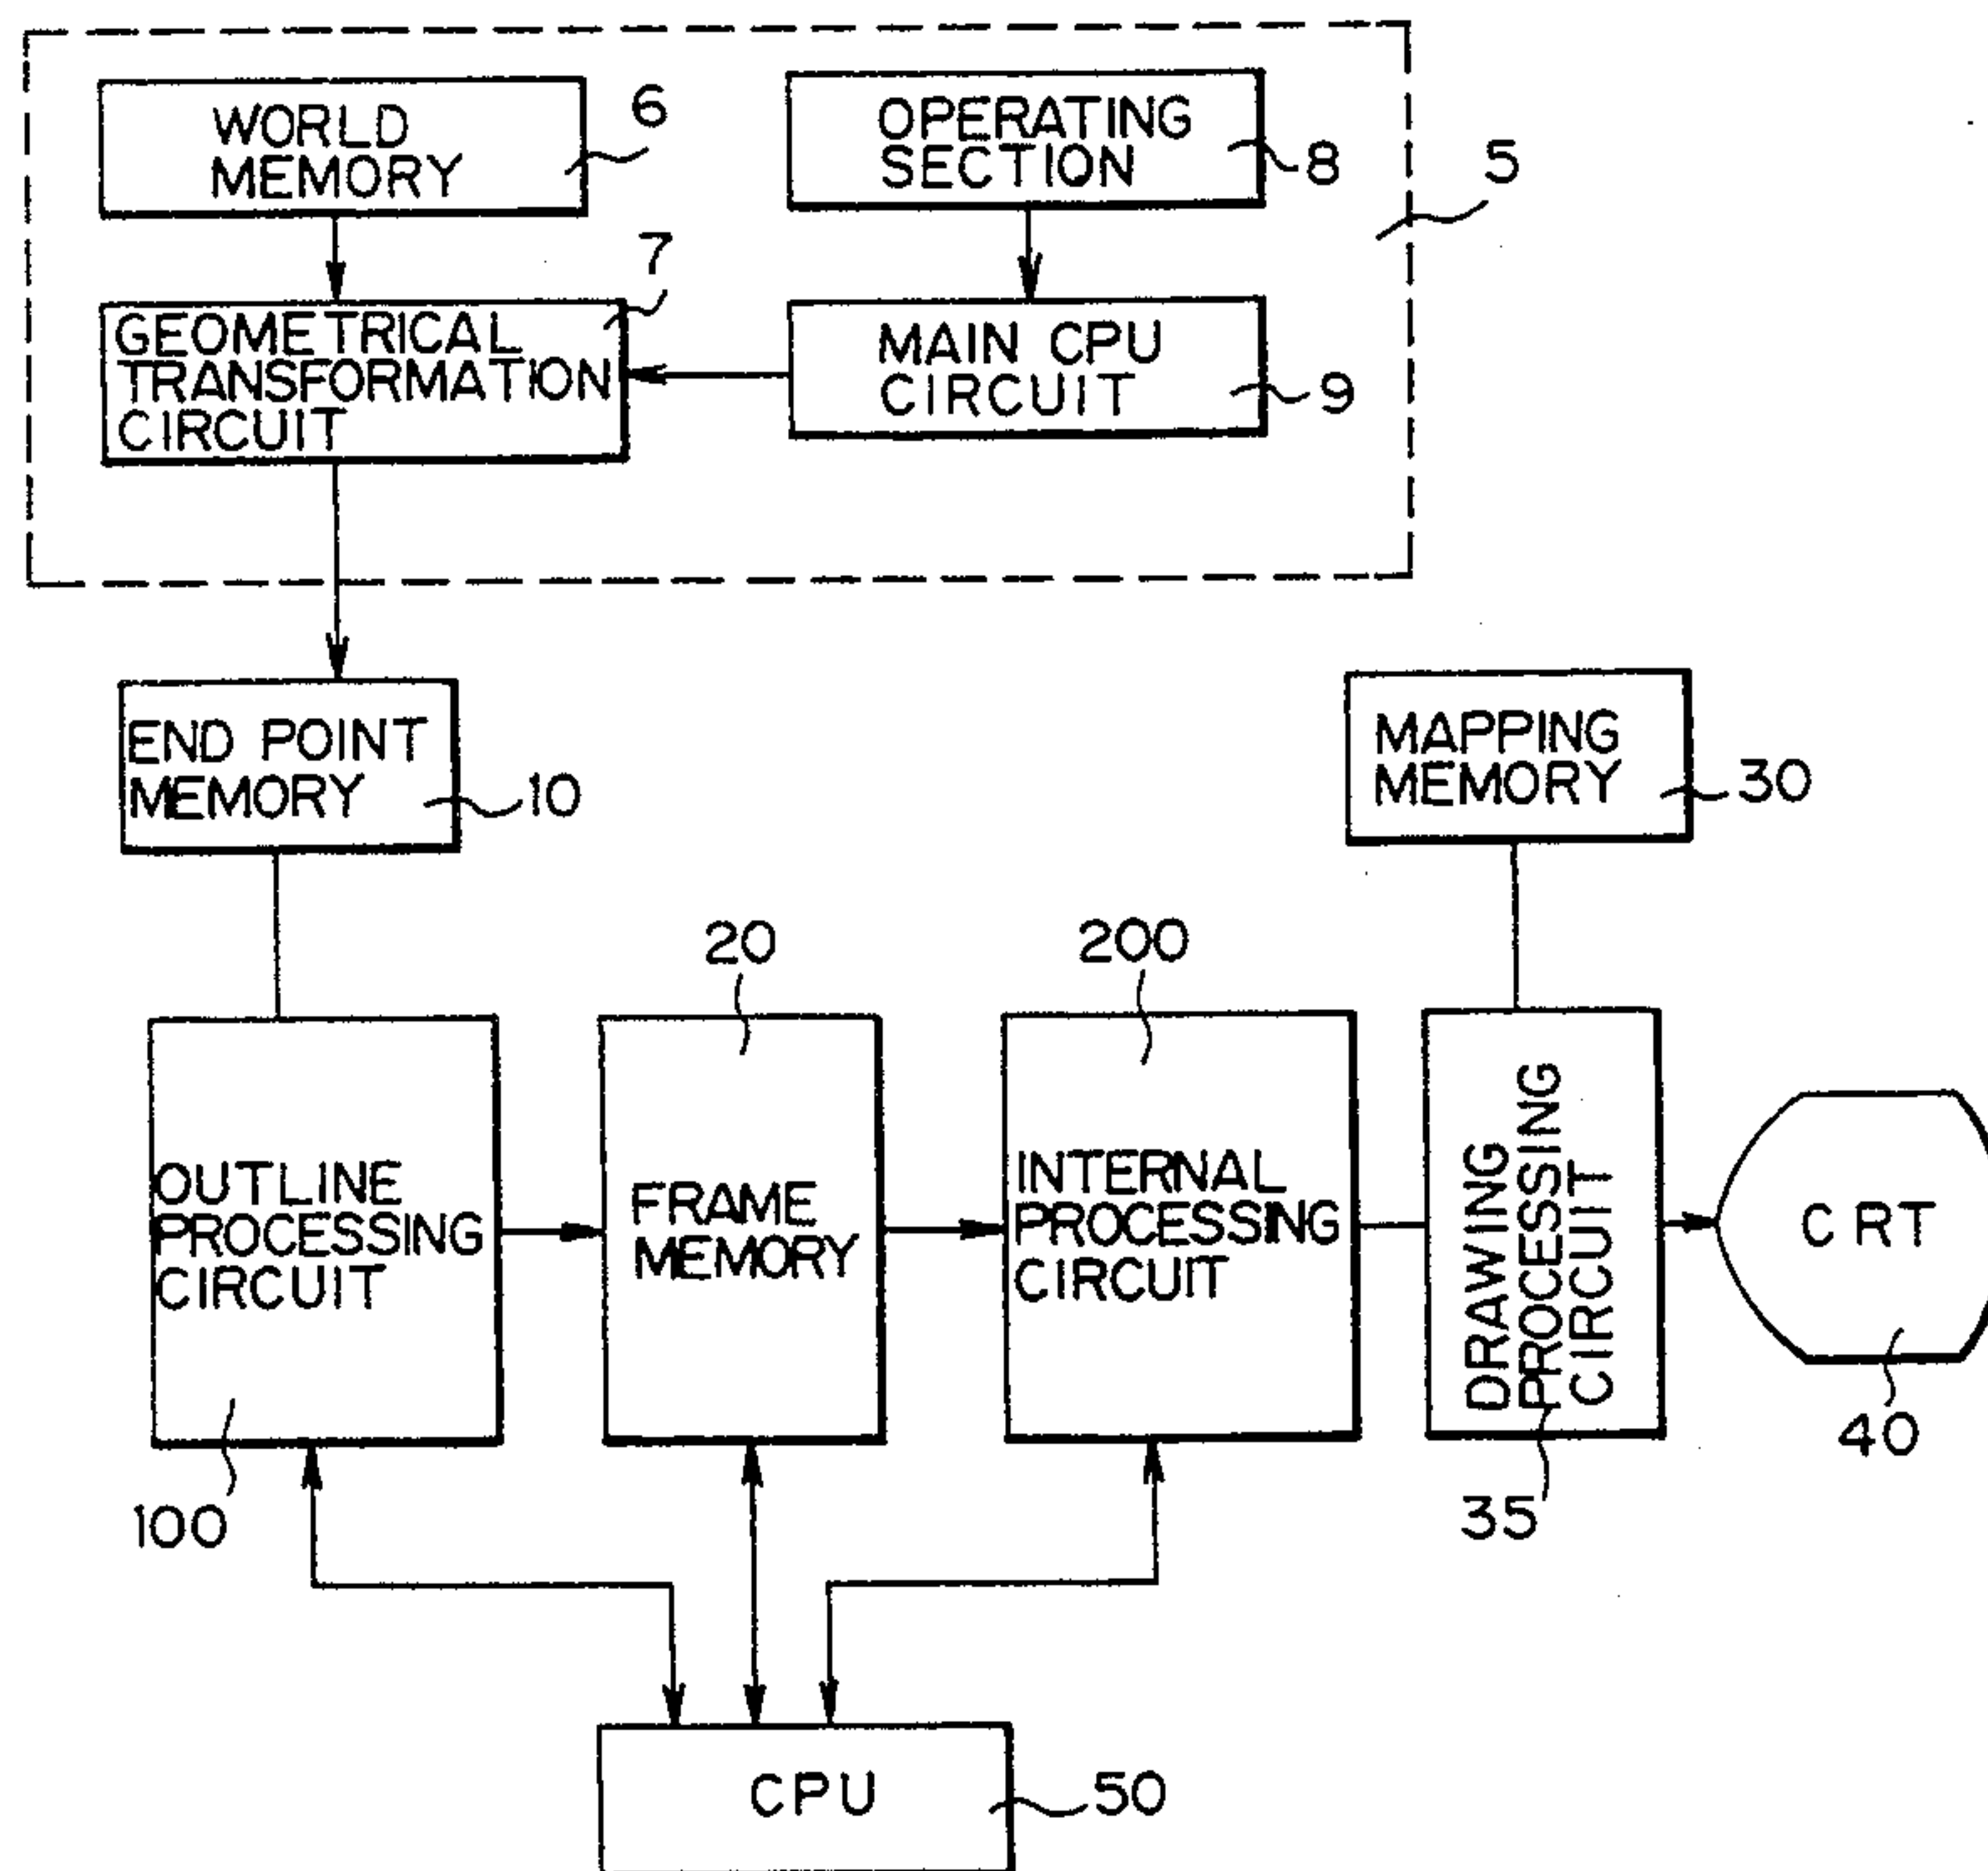 WORLD
MEMORY
6
OPERATING
SECTION
8
5
7
GEOMETRICAL
TRANSFORMATION
CIRCUIT
MAIN CPU
CIRCUIT
9
END POINT
MEMORY
10
MAPPING
MEMORY
30
20
200
OUTLINE
PROCESSING
CIRCUIT
FRAME
MEMORY
INTERNAL
PROCESSING
CIRCUIT
DRAWING
PROCESSING
CIRCUIT
CRT
40
100
35
CPU
50